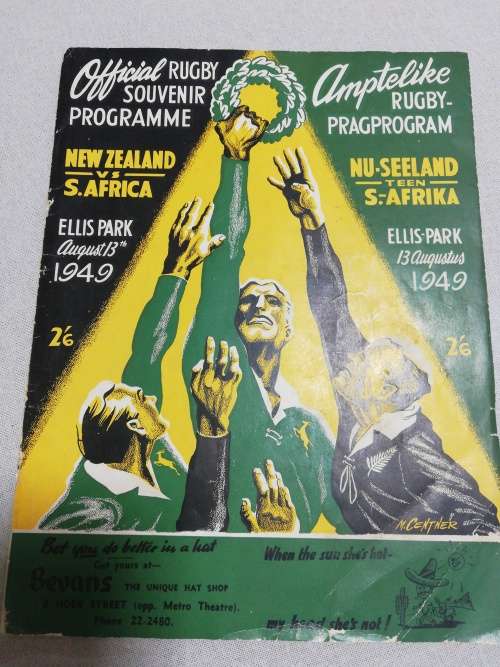 Official RUGBY
SOUVENIR
PROGRAMME
NEW ZEALAND
VS
S. AFRICA
ELLIS PARK
August 13th
1949
2'6
Amptelike
RUGBY-
PRAGPROGRAM
NU-SEELAND
TEEN
S.-AFRIKA
ELLIS-PARK
13 Augustus
1949
2'6
M. CENTNER
Bet you do better in a hat
Get yours at—
Bevans THE UNIQUE HAT SHOP
HOEK STREET (opp. Metro Theatre).
Phone 22-2480.
When the sun she's hot—
my head she's not!